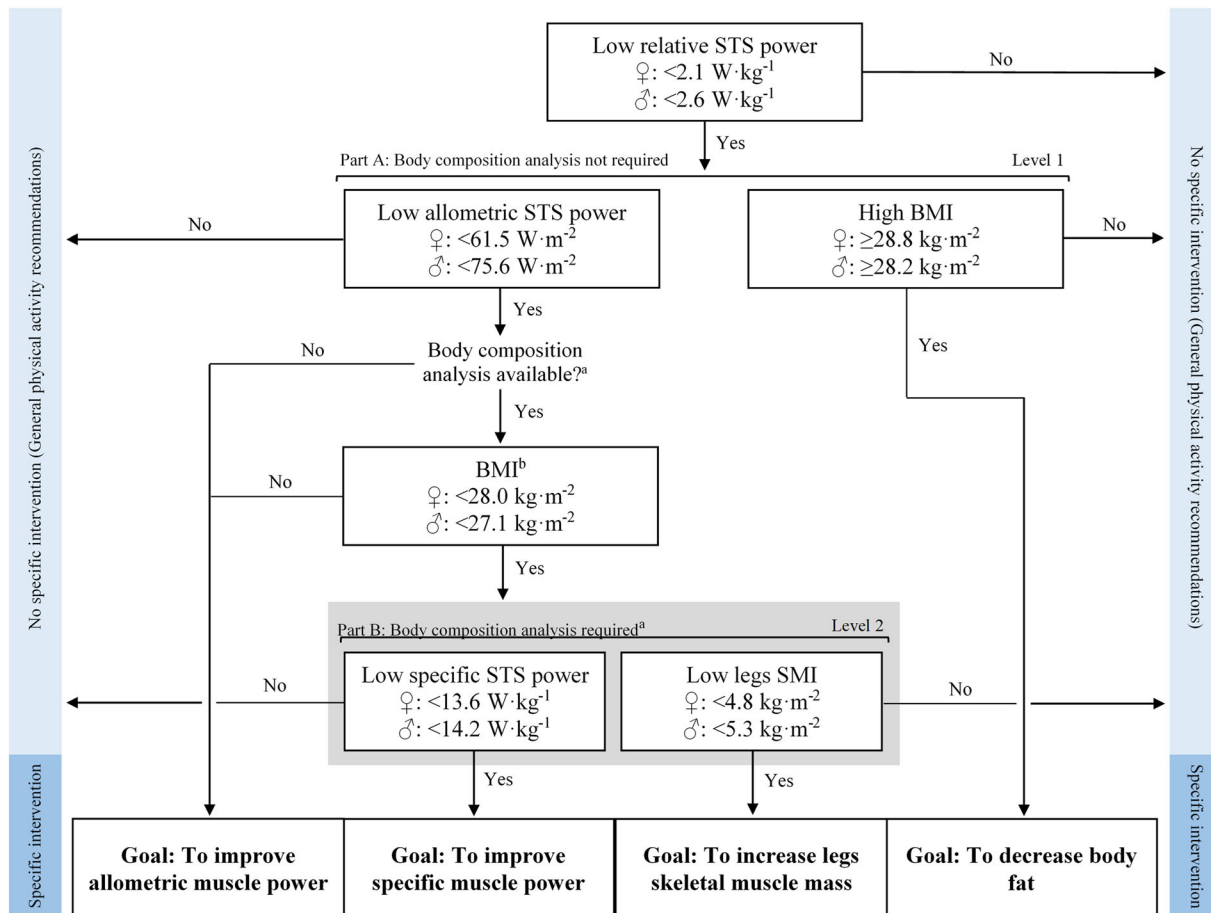 Low relative STS power
♀: <2.1 W·kg⁻¹
♂: <2.6 W·kg⁻¹
No
Yes
Part A: Body composition analysis not required
Level 1
Low allometric STS power
♀: <61.5 W·m⁻²
♂: <75.6 W·m⁻²
No
High BMI
♀: ≥28.8 kg·m⁻²
♂: ≥28.2 kg·m⁻²
No
Yes
Yes
Body composition
analysis available?ᵃ
No
Yes
BMIᵇ
♀: <28.0 kg·m⁻²
♂: <27.1 kg·m⁻²
No
Yes
Part B: Body composition analysis requiredᵃ
Level 2
Low specific STS power
♀: <13.6 W·kg⁻¹
♂: <14.2 W·kg⁻¹
No
Low legs SMI
♀: <4.8 kg·m⁻²
♂: <5.3 kg·m⁻²
No
Yes
Yes
Goal: To improve
allometric muscle power
Goal: To improve
specific muscle power
Goal: To increase legs
skeletal muscle mass
Goal: To decrease body
fat
No specific intervention (General physical activity recommendations)
Specific intervention
No specific intervention (General physical activity recommendations)
Specific intervention